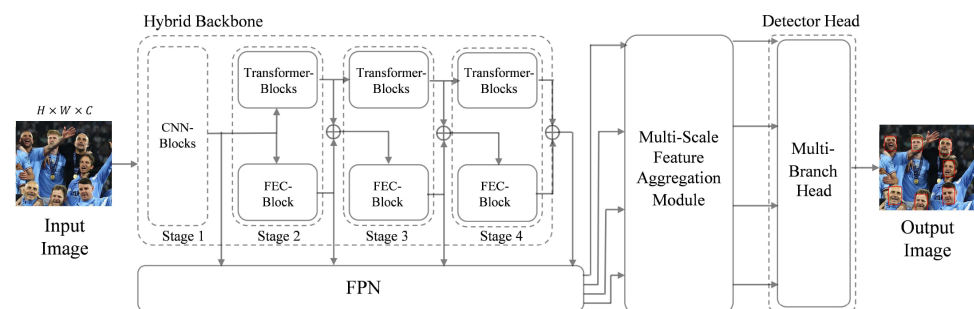 Hybrid Backbone
Detector Head
H × W × C
Input
Image
CNN-
Blocks
Stage 1
Transformer-
Blocks
FEC-
Block
Stage 2
Transformer-
Blocks
FEC-
Block
Stage 3
Transformer-
Blocks
FEC-
Block
Stage 4
FPN
Multi-Scale
Feature
Aggregation
Module
Multi-
Branch
Head
Output
Image